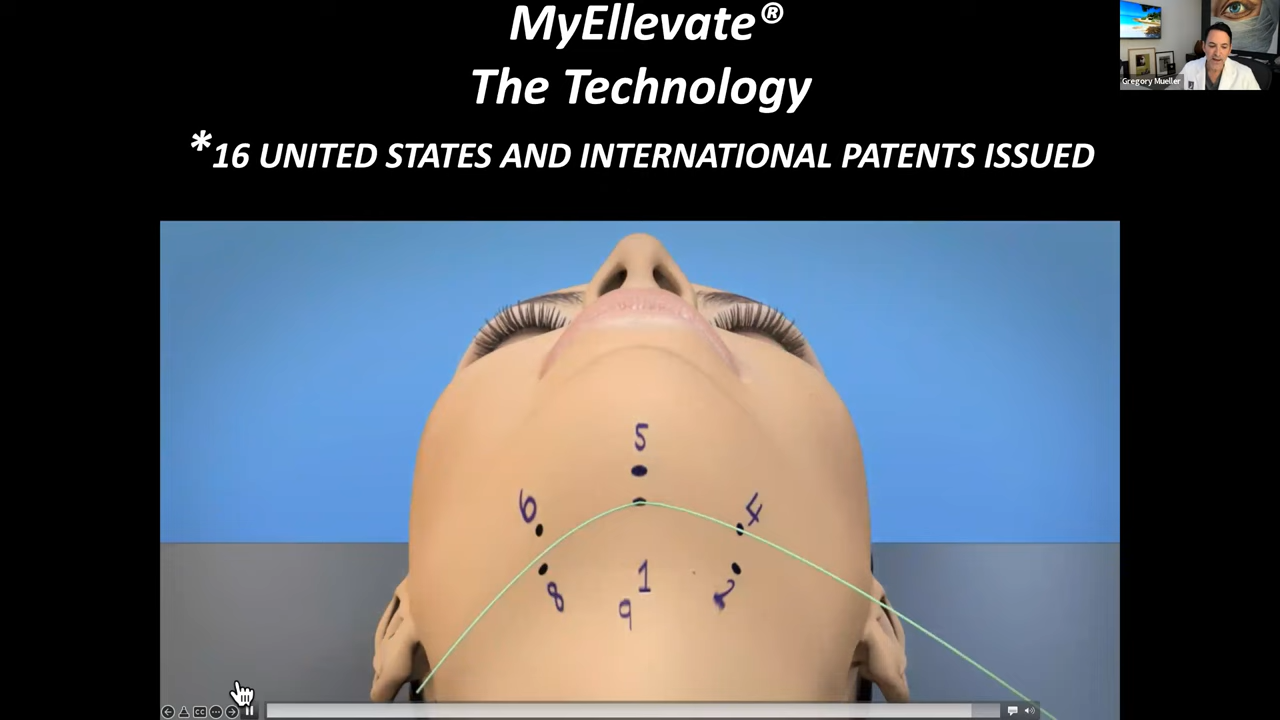 MyEllevate®
The Technology
*16 UNITED STATES AND INTERNATIONAL PATENTS ISSUED
Gregory Mueller
5
6
4
1
8
9
2
CC